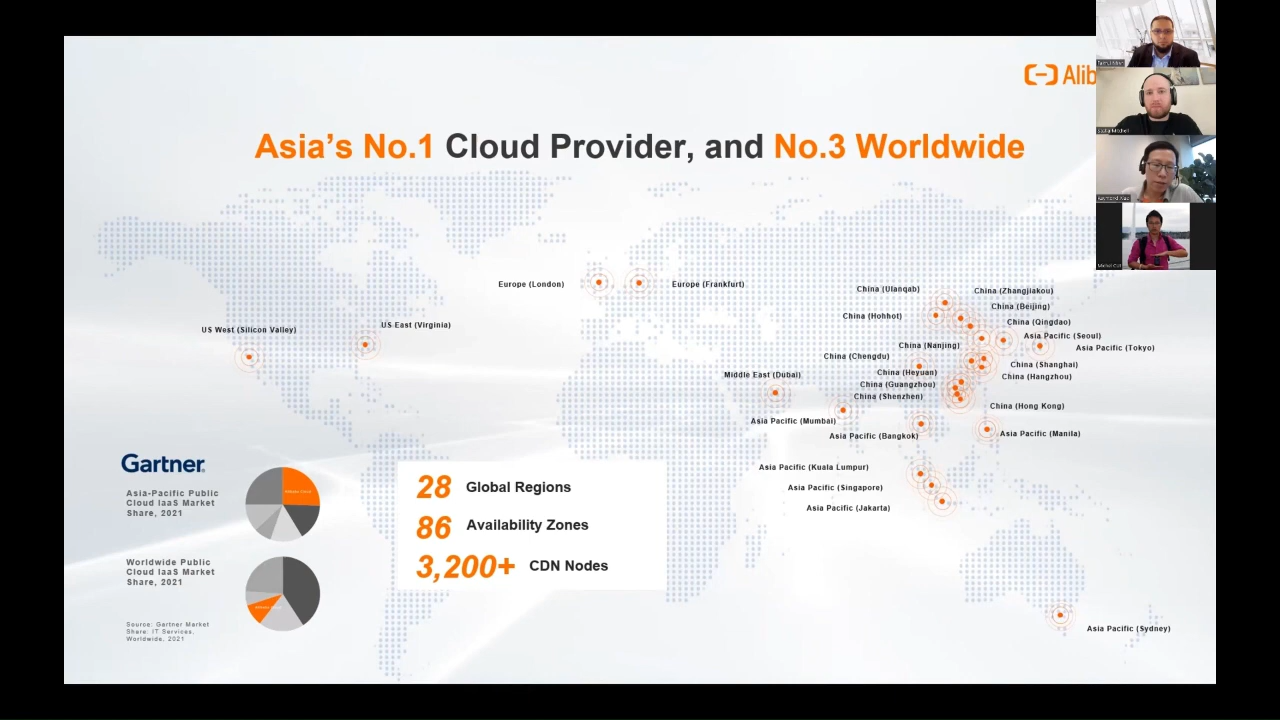 Alib
Asia's No.1 Cloud Provider, and No.3 Worldwide
Europe (London)
Europe (Frankfurt)
US West (Silicon Valley)
US East (Virginia)
China (Ulanqab)
China (Zhangjiakou)
China (Beijing)
China (Hohhot)
China (Qingdao)
Asia Pacific (Seoul)
China (Nanjing)
Asia Pacific (Tokyo)
China (Chengdu)
China (Shanghai)
Middle East (Dubai)
China (Heyuan)
China (Hangzhou)
China (Guangzhou)
China (Shenzhen)
China (Hong Kong)
Asia Pacific (Mumbai)
Asia Pacific (Manila)
Asia Pacific (Bangkok)
Asia Pacific (Kuala Lumpur)
Asia Pacific (Singapore)
Asia Pacific (Jakarta)
Asia Pacific (Sydney)
Gartner
Asia-Pacific Public
Cloud IaaS Market
Share, 2021
Alibaba Cloud
Worldwide Public
Cloud IaaS Market
Share, 2021
Source: Gartner Market
Share: IT Services,
Worldwide, 2021
28 Global Regions
86 Availability Zones
3,200+ CDN Nodes